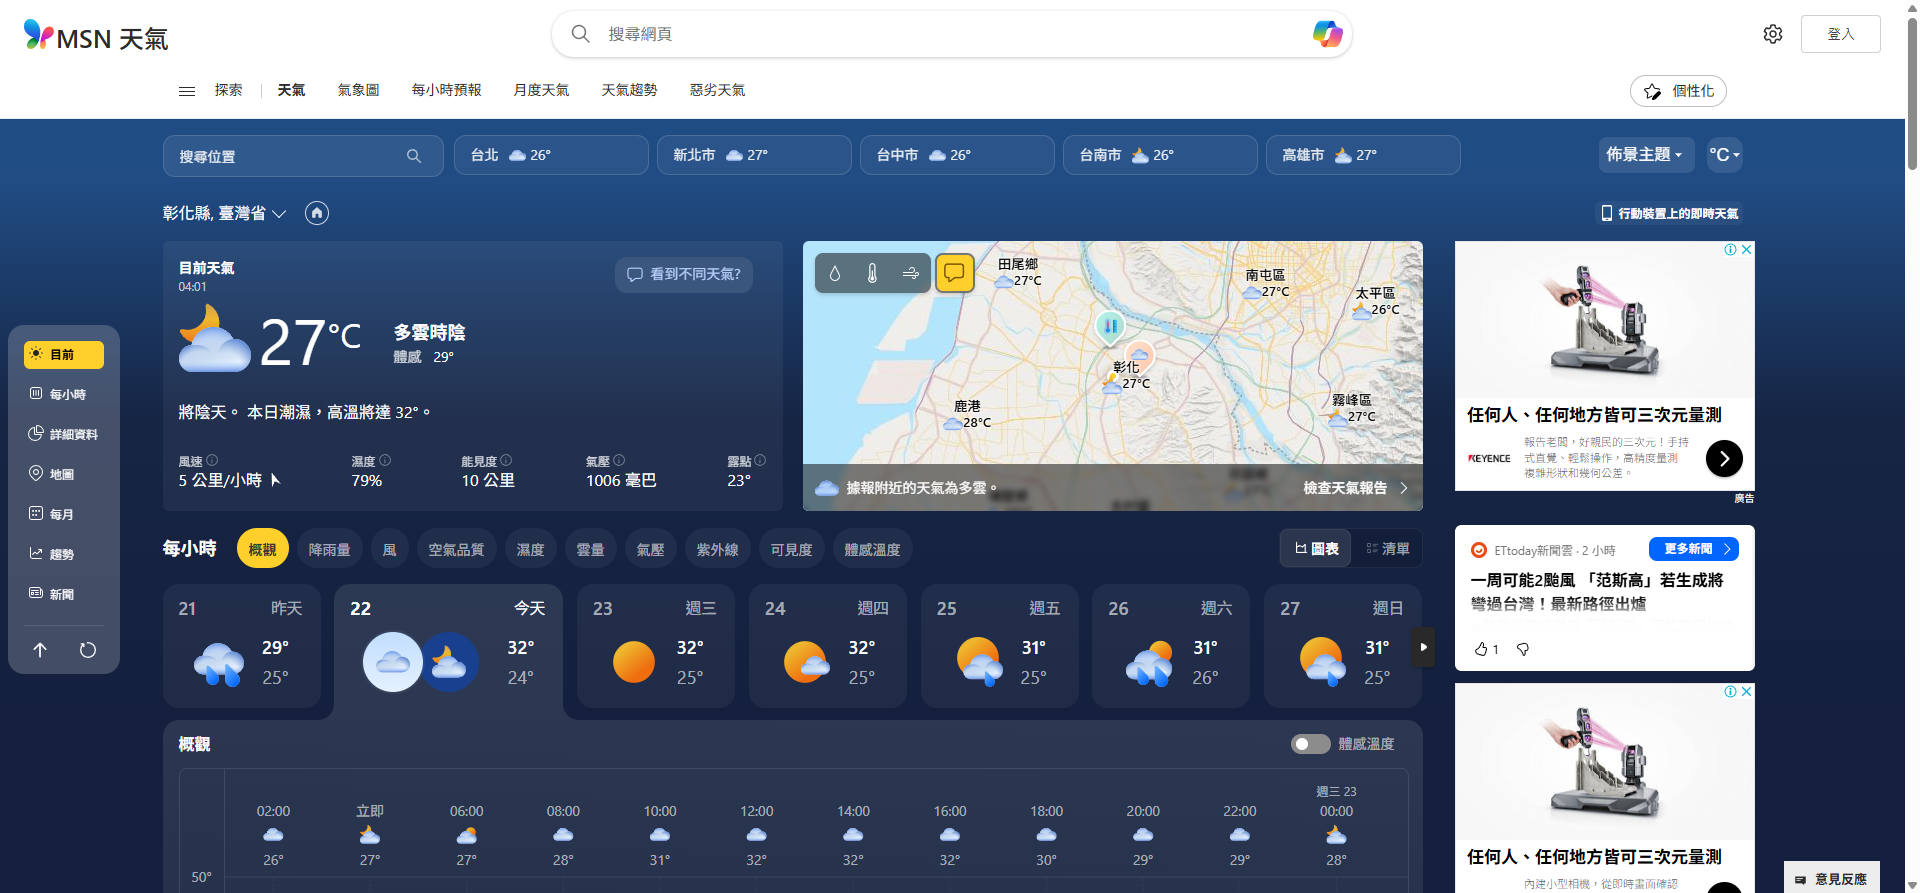 MSN 天氣
搜尋網頁
登入
探索
天氣
氣象圖
每小時預報
月度天氣
天氣趨勢
惡劣天氣
個性化
搜尋位置
台北 26°
新北市 27°
台中市 26°
台南市 26°
高雄市 27°
佈景主題
°C
彰化縣, 臺灣省
行動裝置上的即時天氣
目前
每小時
詳細資料
地圖
每月
趨勢
新聞
目前天氣
04:01
看到不同天氣?
27°C
多雲時陰
體感 29°
將陰天。 本日潮濕，高溫將達 32°。
風速
5 公里/小時
濕度
79%
能見度
10 公里
氣壓
1006 毫巴
露點
23°
田尾鄉
27°C
南屯區
27°C
太平區
26°C
彰化
27°C
鹿港
28°C
霧峰區
27°C
據報附近的天氣為多雲。
檢查天氣報告
任何人、任何地方皆可三次元量測
KEYENCE
報告老闆，好親民的三次元！手持
式直覺、輕鬆操作，高精度量測
複雜形狀和幾何公差。
廣告
每小時
概觀
降雨量
風
空氣品質
濕度
雲量
氣壓
紫外線
可見度
體感溫度
圖表
清單
21 昨天
29°
25°
22 今天
32°
24°
23 週三
32°
25°
24 週四
32°
25°
25 週五
31°
25°
26 週六
31°
26°
27 週日
31°
25°
ETtoday新聞雲 · 2 小時
更多新聞
一周可能2颱風 「范斯高」若生成將
彎過台灣！最新路徑出爐
1
概觀
體感溫度
週三 23
02:00 立即 06:00 08:00 10:00 12:00 14:00 16:00 18:00 20:00 22:00 00:00
26° 27° 27° 28° 31° 32° 32° 32° 30° 29° 29° 28°
50°
任何人、任何地方皆可三次元量測
內建小型相機，從即時畫面確認
意見反應